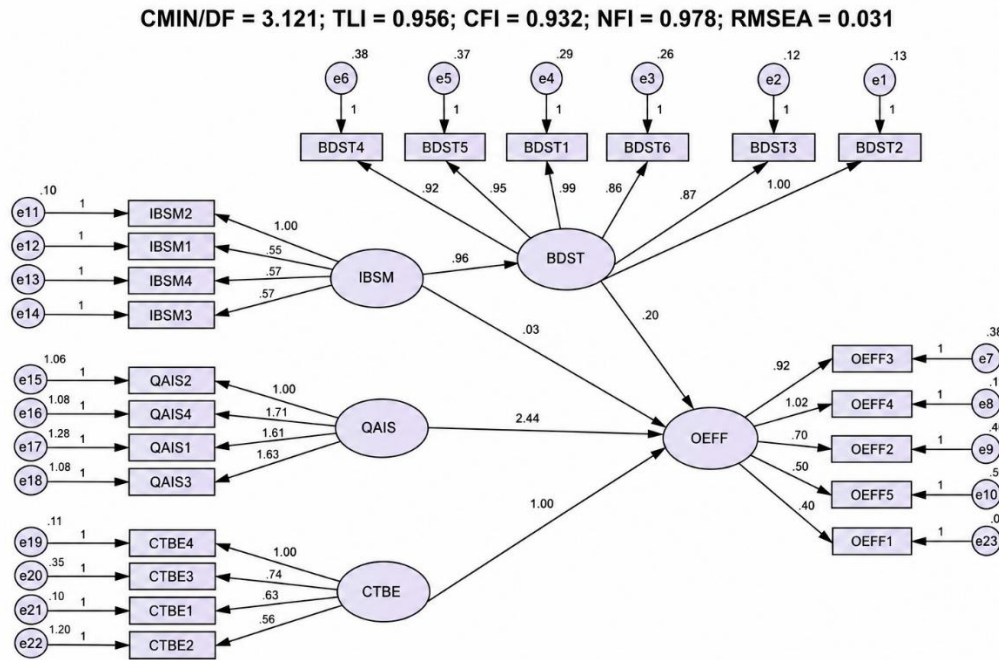 CMIN/DF = 3.121; TLI = 0.956; CFI = 0.932; NFI = 0.978; RMSEA = 0.031
.38 .37 .29 .26 .12 .13
e6 e5 e4 e3 e2 e1
1 1 1 1 1 1
BDST4 BDST5 BDST1 BDST6 BDST3 BDST2
.92 .95 .99 .86 .87 1.00
BDST
.10
e11 1 IBSM2 1.00
e12 1 IBSM1 .55
e13 1 IBSM4 .57
e14 1 IBSM3 .57
IBSM .96
.03 .20
1.06
e15 1 QAIS2 1.00
1.08
e16 1 QAIS4 1.71
1.28
e17 1 QAIS1 1.61
1.08
e18 1 QAIS3 1.63
QAIS 2.44
OEFF
.38
.92 OEFF3 1 e7
1.02 OEFF4 1 e8
.70 OEFF2 1 e9
.50 OEFF5 1 e10
.40 OEFF1 1 e23
.11
e19 1 CTBE4 1.00
.35
e20 1 CTBE3 .74
.10
e21 1 CTBE1 .63
1.20
e22 1 CTBE2 .56
CTBE 1.00